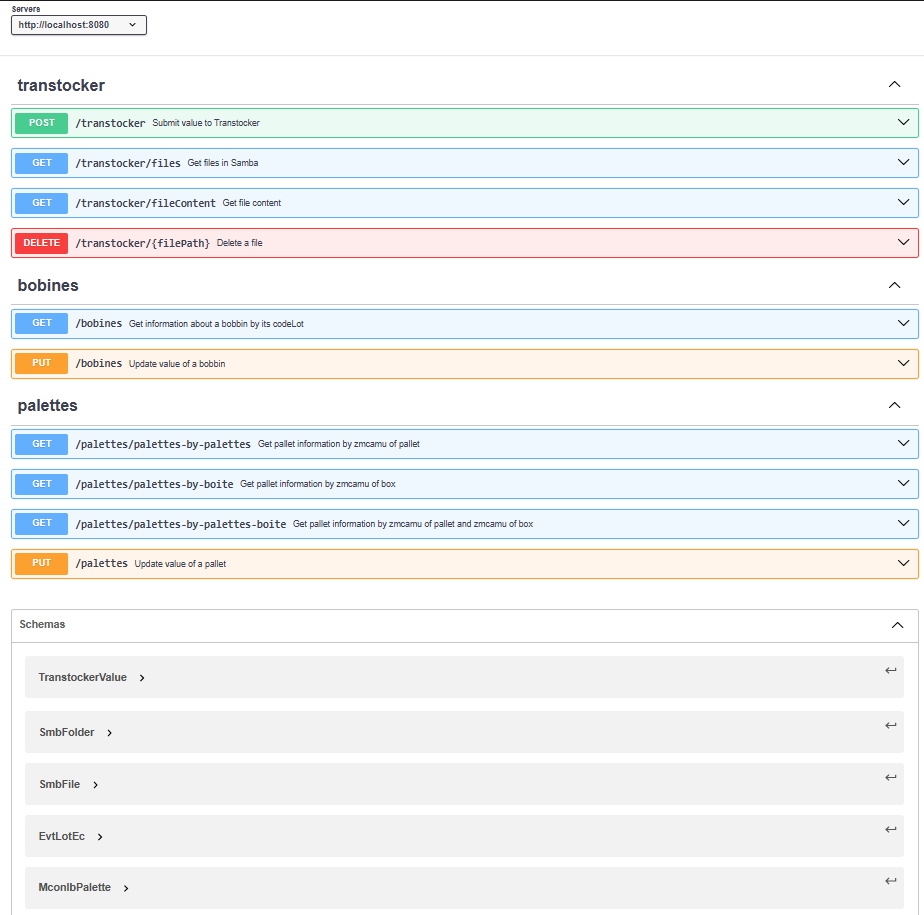 Servers
http://localhost:8080
transtocker
POST /transtocker Submit value to Transtocker
GET /transtocker/files Get files in Samba
GET /transtocker/fileContent Get file content
DELETE /transtocker/{filePath} Delete a file
bobines
GET /bobines Get information about a bobbin by its codeLot
PUT /bobines Update value of a bobbin
palettes
GET /palettes/palettes-by-palettes Get pallet information by zmcamu of pallet
GET /palettes/palettes-by-boite Get pallet information by zmcamu of box
GET /palettes/palettes-by-palettes-boite Get pallet information by zmcamu of pallet and zmcamu of box
PUT /palettes Update value of a pallet
Schemas
TranstockerValue
SmbFolder
SmbFile
EvtLotEc
MconlbPalette